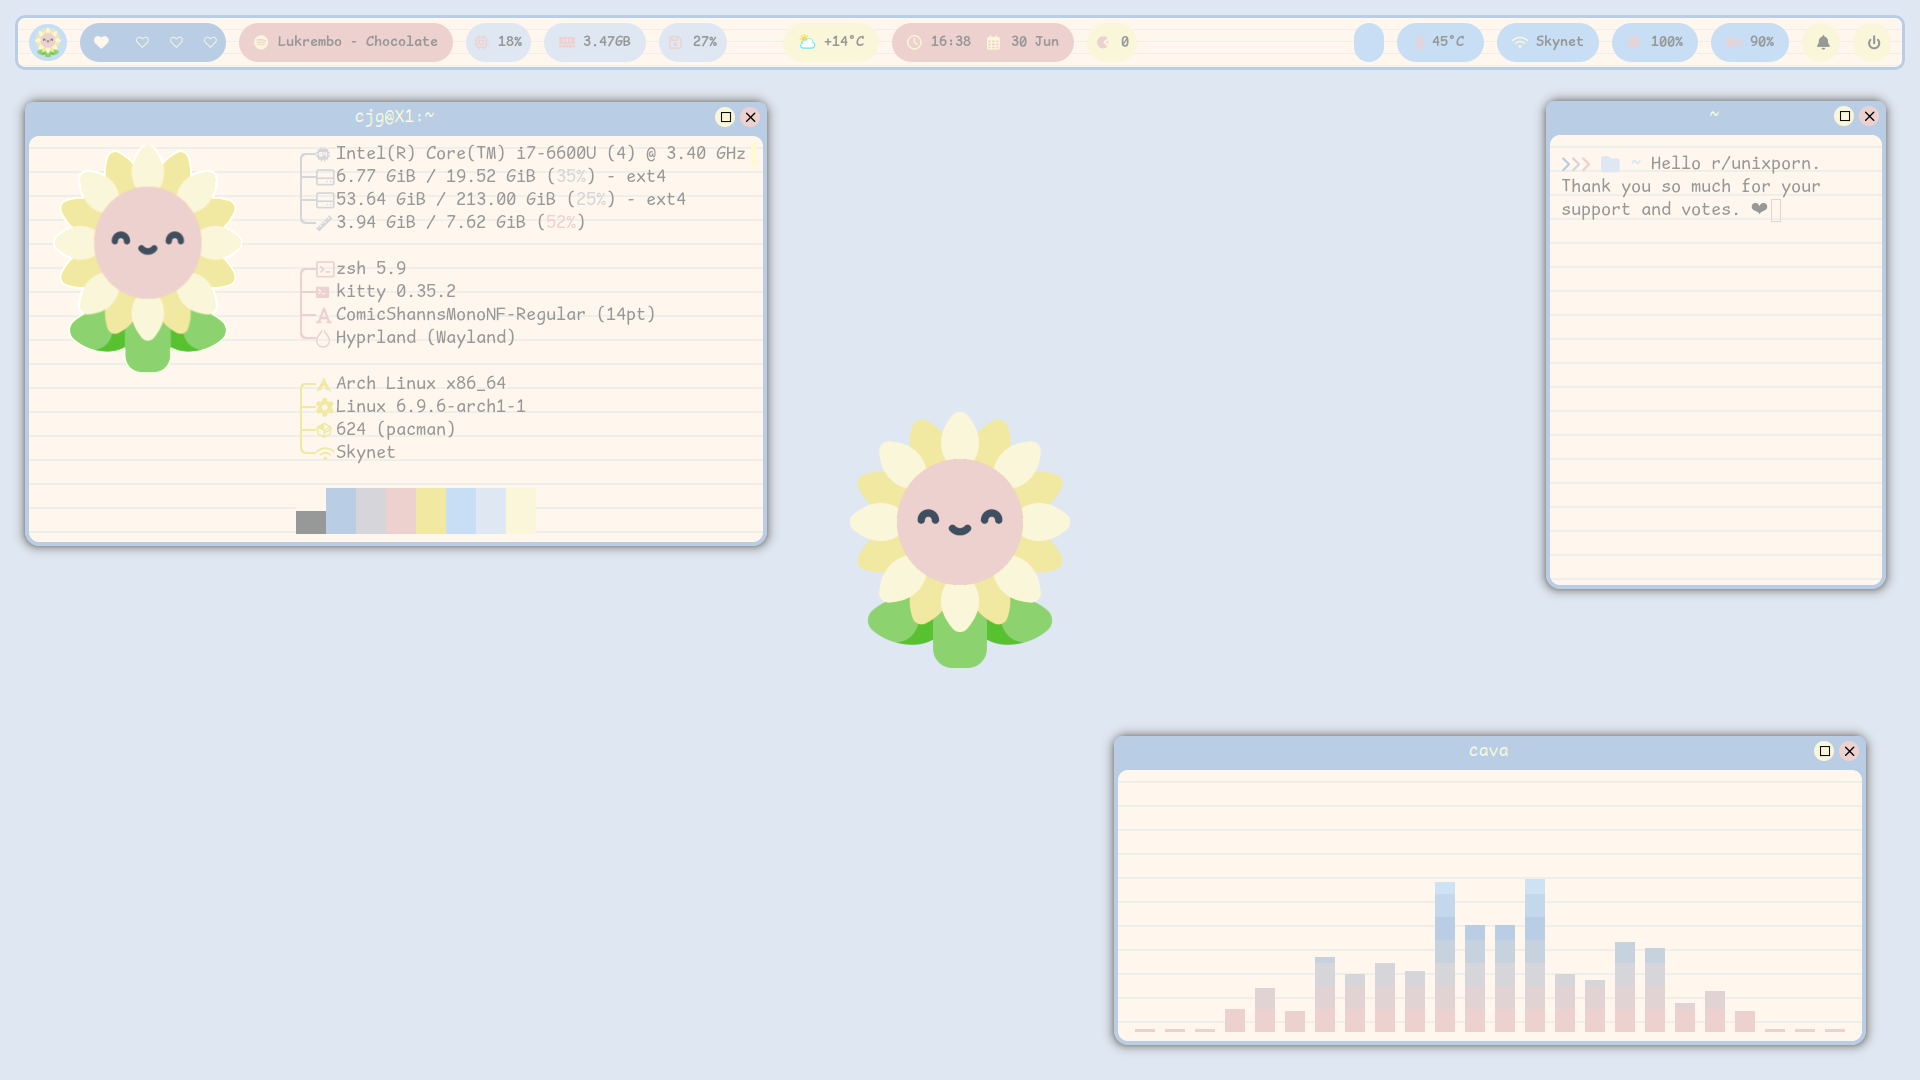 Lukrembo - Chocolate
18%
3.47GB
27%
+14°C
16:38
30 Jun
0
45°C
Skynet
100%
90%
cjg@X1:~
Intel(R) Core(TM) i7-6600U (4) @ 3.40 GHz
6.77 GiB / 19.52 GiB (35%) - ext4
53.64 GiB / 213.00 GiB (25%) - ext4
3.94 GiB / 7.62 GiB (52%)
zsh 5.9
kitty 0.35.2
ComicShannsMonoNF-Regular (14pt)
Hyprland (Wayland)
Arch Linux x86_64
Linux 6.9.6-arch1-1
624 (pacman)
Skynet
~
~ Hello r/unixporn.
Thank you so much for your
support and votes. ❤
cava